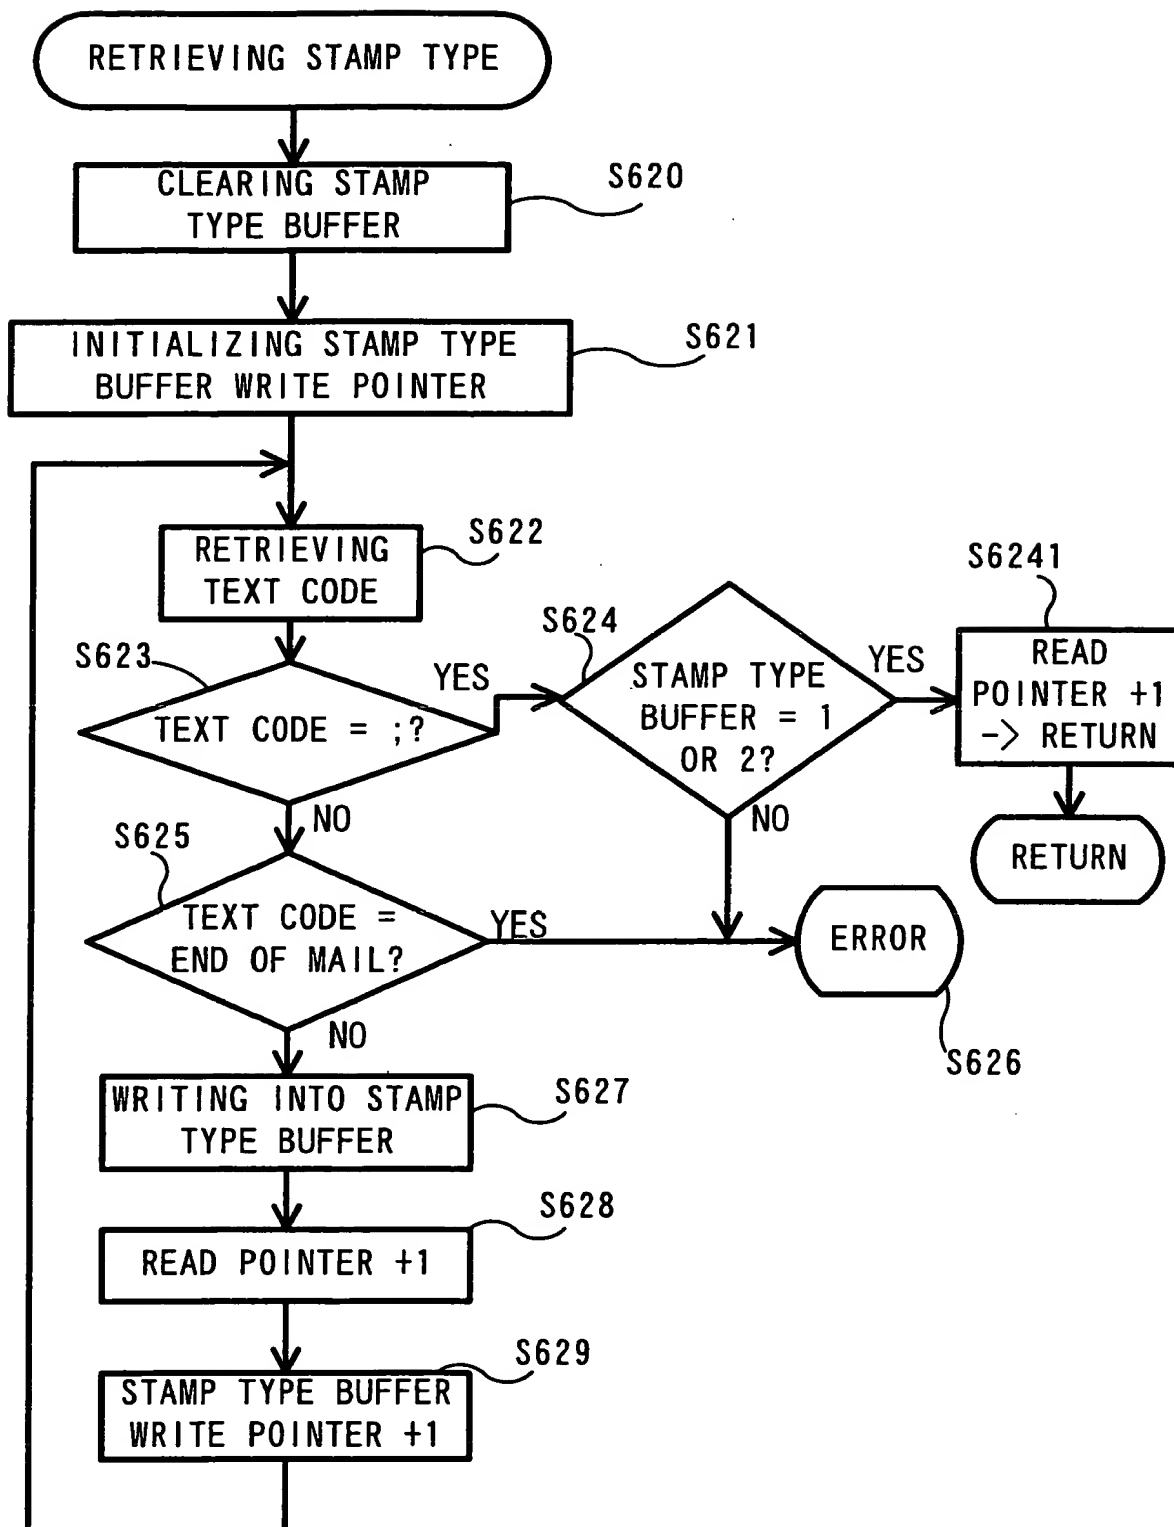 RETRIEVING STAMP TYPE
CLEARING STAMP
TYPE BUFFER
S620
INITIALIZING STAMP TYPE
BUFFER WRITE POINTER
S621
RETRIEVING
TEXT CODE
S622
S623
TEXT CODE = ;?
YES
NO
S624
STAMP TYPE
BUFFER = 1
OR 2?
YES
NO
S6241
READ
POINTER +1
-> RETURN
RETURN
S625
TEXT CODE =
END OF MAIL?
YES
NO
ERROR
S626
WRITING INTO STAMP
TYPE BUFFER
S627
READ POINTER +1
S628
STAMP TYPE BUFFER
WRITE POINTER +1
S629